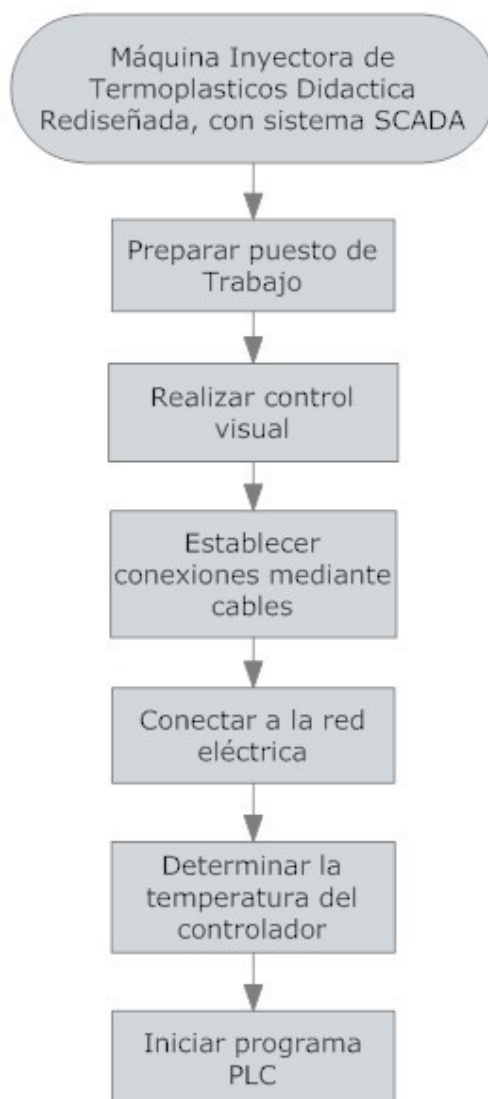 Máquina Inyectora de
Termoplasticos Didactica
Rediseñada, con sistema SCADA
Preparar puesto de
Trabajo
Realizar control
visual
Establecer
conexiones mediante
cables
Conectar a la red
eléctrica
Determinar la
temperatura del
controlador
Iniciar programa
PLC